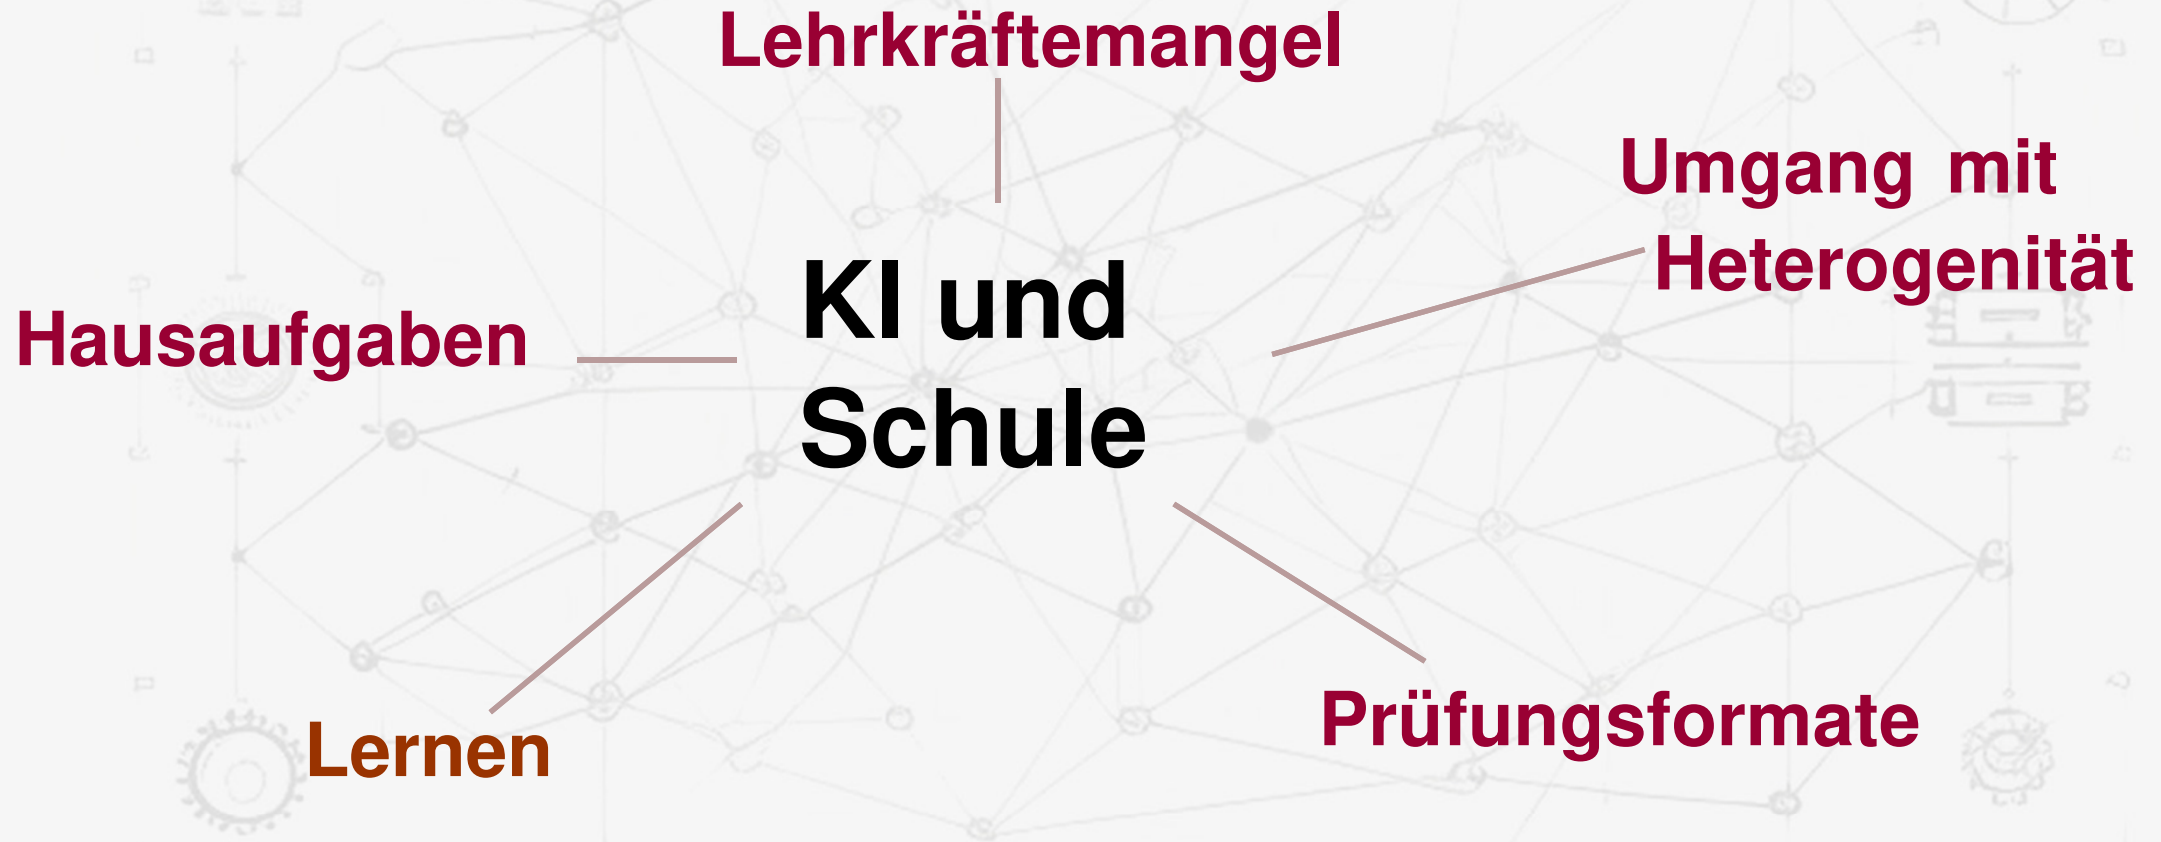 Lehrkräftemangel
Umgang mit
Heterogenität
KI und
Schule
Hausaufgaben
Lernen
Prüfungsformate